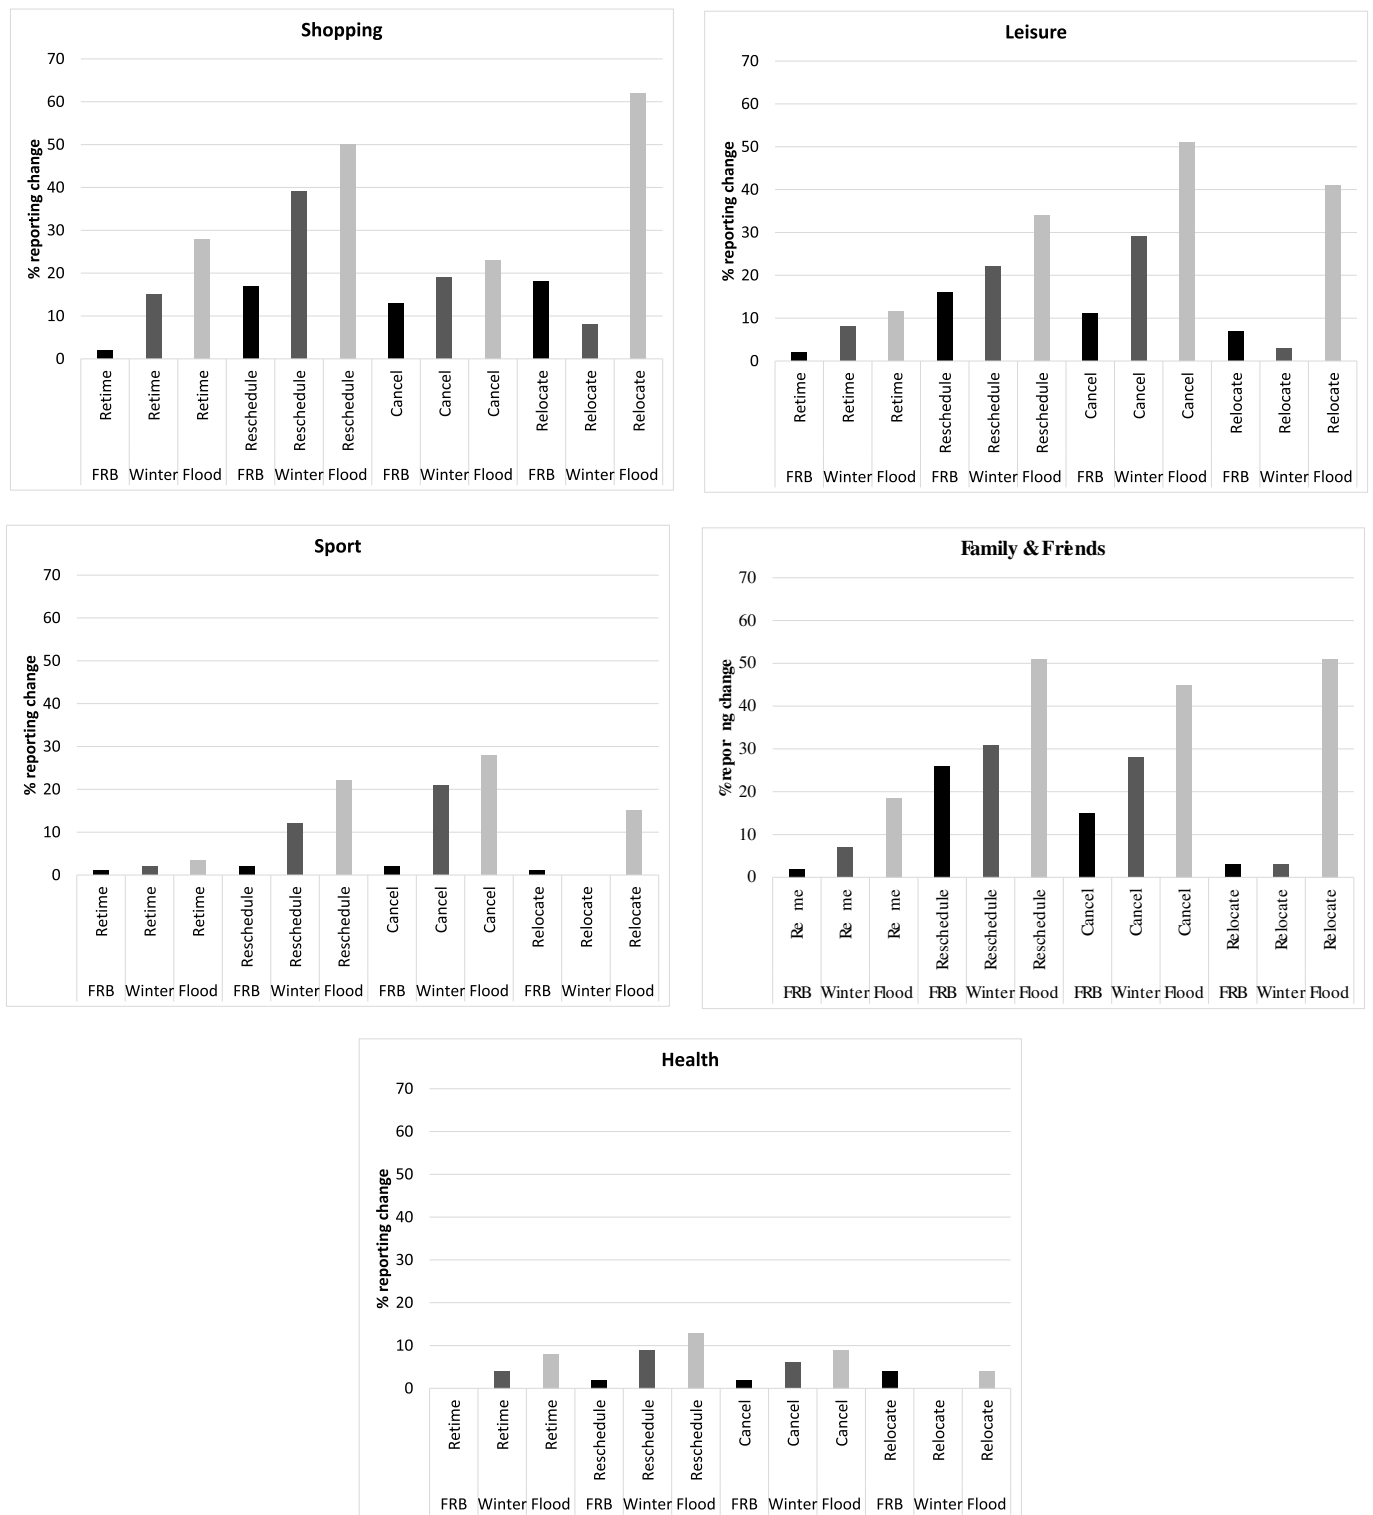 Shopping
70
60
50
40
30
20
10
0
% reporting change
Retime Retime Retime Reschedule Reschedule Reschedule Cancel Cancel Cancel Relocate Relocate Relocate
FRB Winter Flood FRB Winter Flood FRB Winter Flood FRB Winter Flood
Leisure
70
60
50
40
30
20
10
0
% reporting change
Retime Retime Retime Reschedule Reschedule Reschedule Cancel Cancel Cancel Relocate Relocate Relocate
FRB Winter Flood FRB Winter Flood FRB Winter Flood FRB Winter Flood
Sport
70
60
50
40
30
20
10
0
% reporting change
Retime Retime Retime Reschedule Reschedule Reschedule Cancel Cancel Cancel Relocate Relocate Relocate
FRB Winter Flood FRB Winter Flood FRB Winter Flood FRB Winter Flood
Family & Friends
70
60
50
40
30
20
10
0
% repor ng change
Re me Re me Re me Reschedule Reschedule Reschedule Cancel Cancel Cancel Relocate Relocate Relocate
FRB Winter Flood FRB Winter Flood FRB Winter Flood FRB Winter Flood
Health
70
60
50
40
30
20
10
0
% reporting change
Retime Retime Retime Reschedule Reschedule Reschedule Cancel Cancel Cancel Relocate Relocate Relocate
FRB Winter Flood FRB Winter Flood FRB Winter Flood FRB Winter Flood